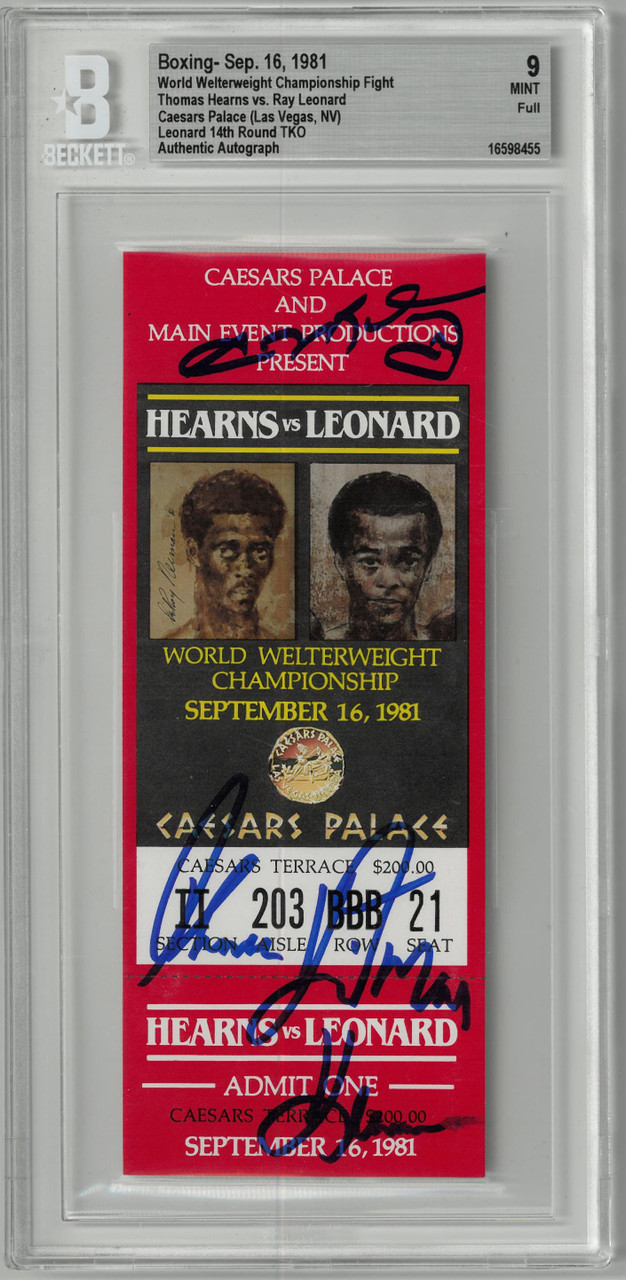 B
BECKETT®
Boxing- Sep. 16, 1981
World Welterweight Championship Fight
Thomas Hearns vs. Ray Leonard
Caesars Palace (Las Vegas, NV)
Leonard 14th Round TKO
Authentic Autograph
9
MINT
Full
16598455
CAESARS PALACE
AND
MAIN EVENT PRODUCTIONS
PRESENT
HEARNS vs LEONARD
WORLD WELTERWEIGHT
CHAMPIONSHIP
SEPTEMBER 16, 1981
CAESARS PALACE
CAESARS PALACE
CAESARS TERRACE $200.00
II 203 BBB 21
SECTION AISLE ROW SEAT
HEARNS vs LEONARD
ADMIT ONE
CAESARS TERRACE $200.00
SEPTEMBER 16, 1981